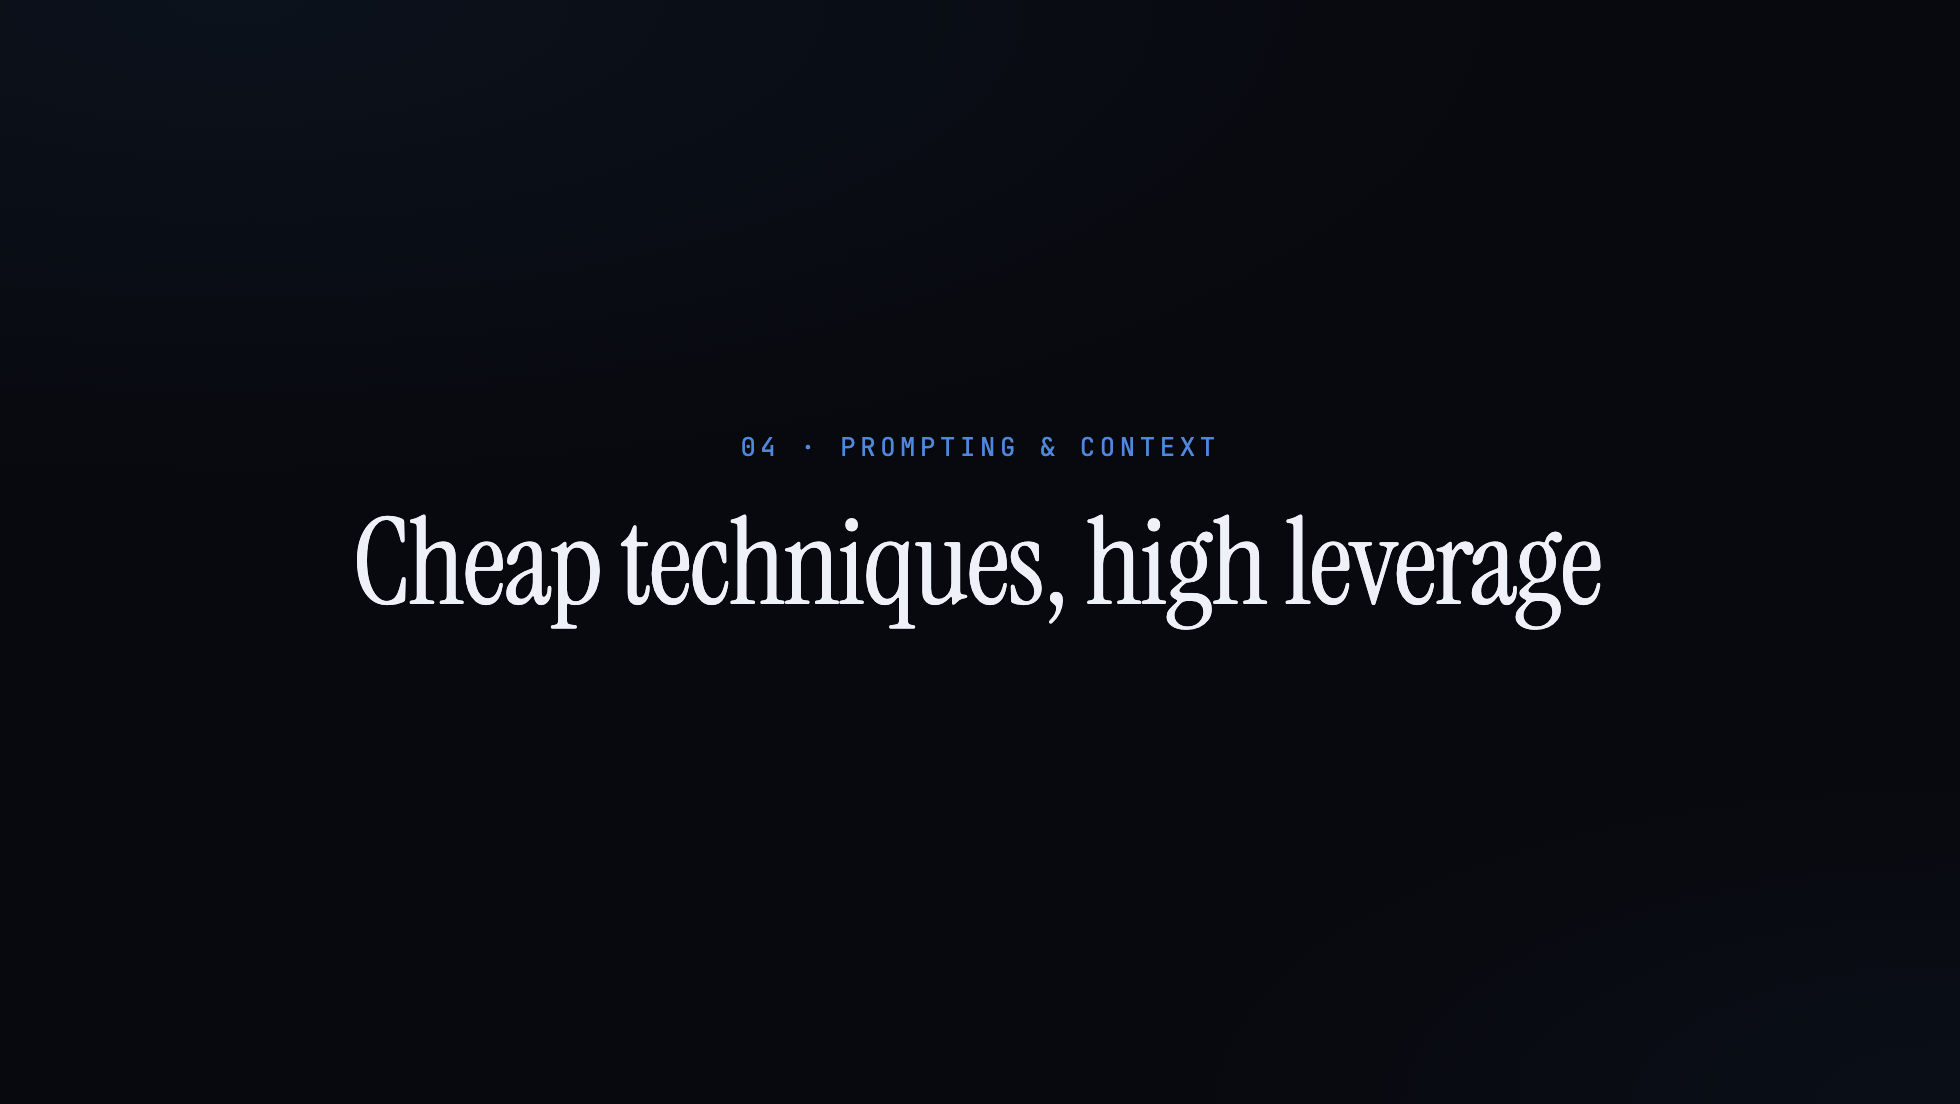 04 · PROMPTING & CONTEXT
Cheap techniques, high leverage